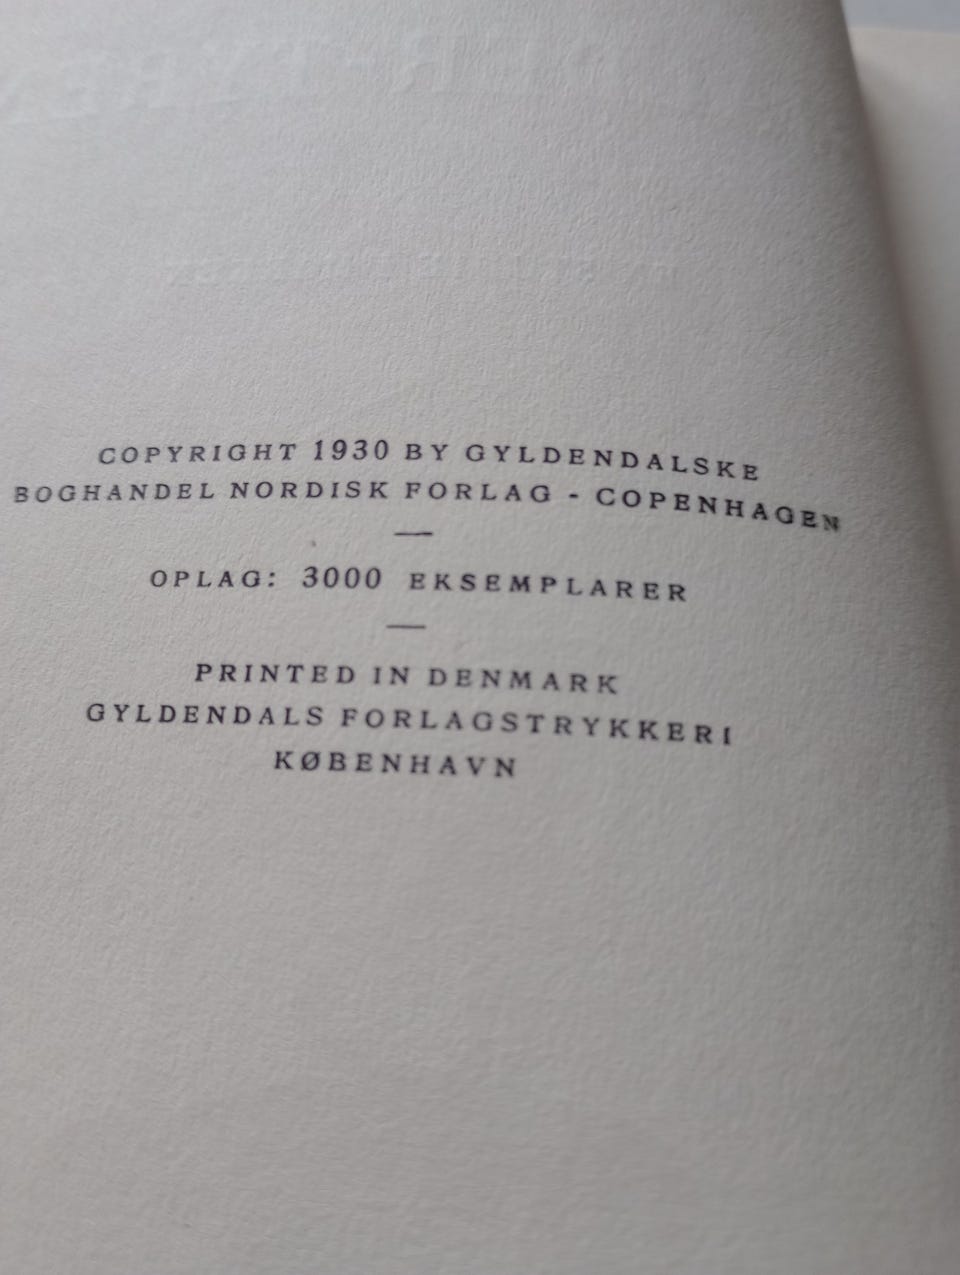 COPYRIGHT 1930 BY GYLDENDALSKE
BOGHANDEL NORDISK FORLAG - COPENHAGEN
OPLAG: 3000 EKSEMPLARER
PRINTED IN DENMARK
GYLDENDALS FORLAGSTRYKKERI
KØBENHAVN